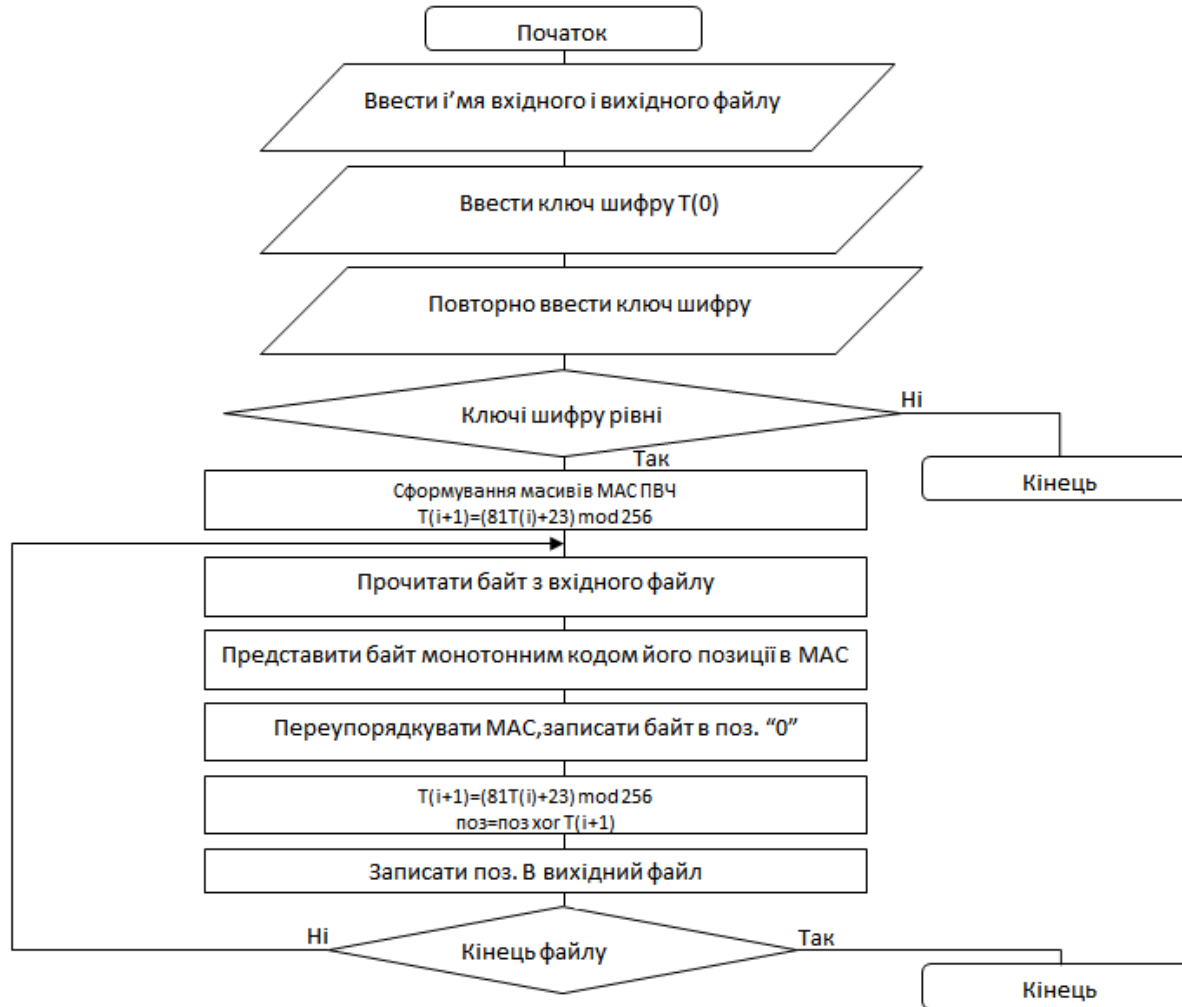 Початок
Ввести і'мя вхідного і вихідного файлу
Ввести ключ шифру Т(0)
Повторно ввести ключ шифру
Ключі шифру рівні
Ні
Так
Кінець
Сформування масивів МАС ПВЧ
T(i+1)=(81T(i)+23) mod 256
Прочитати байт з вхідного файлу
Представити байт монотонним кодом його позиції в МАС
Переупорядкувати МАС,записати байт в поз. “0”
T(i+1)=(81T(i)+23) mod 256
поз=поз xor T(i+1)
Записати поз. В вихідний файл
Ні
Кінець файлу
Так
Кінець